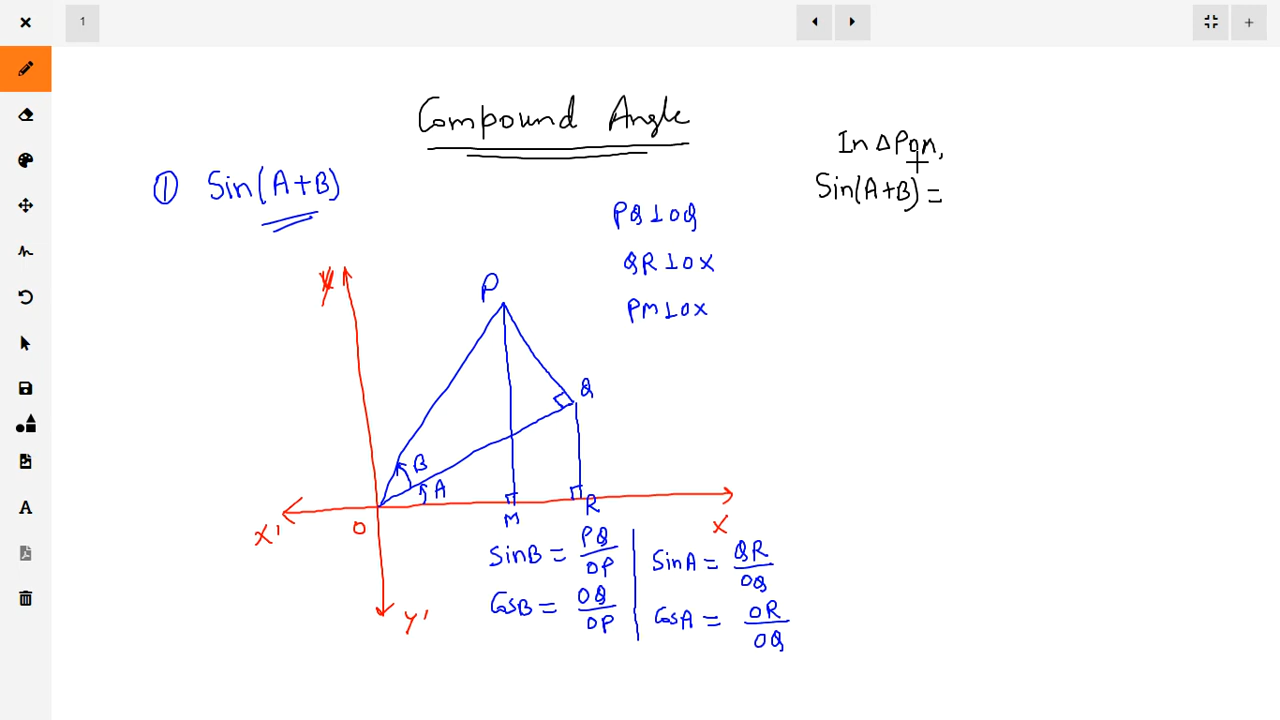 1
Compound Angle
① Sin(A+B)
In △Pqn,
Sin(A+B) =
PQ⊥OQ
QR⊥OX
PM⊥OX
P
Q
B
A
X'
O
M
R
X
Y'
SinB = PQ/OP
SinA = QR/OQ
CosB = OQ/OP
CosA = OR/OQ
A